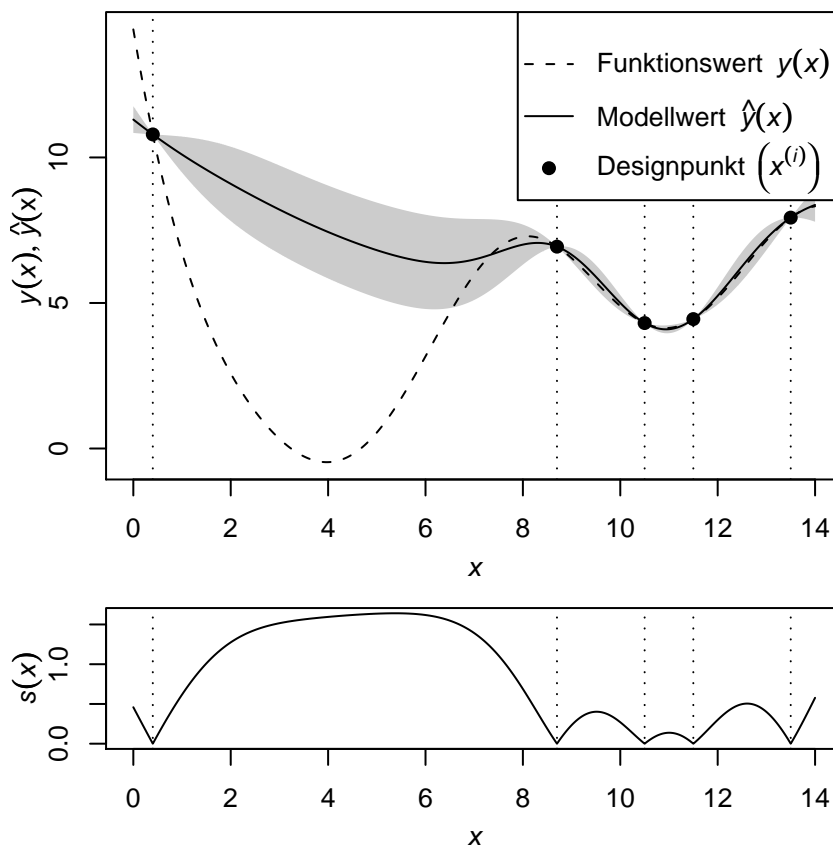 Funktionswert y(x)
Modellwert ŷ(x)
Designpunkt (x⁽ⁱ⁾)
y(x), ŷ(x)
10
5
0
0 2 4 6 8 10 12 14
x
s(x)
1.0
0.0
0 2 4 6 8 10 12 14
x